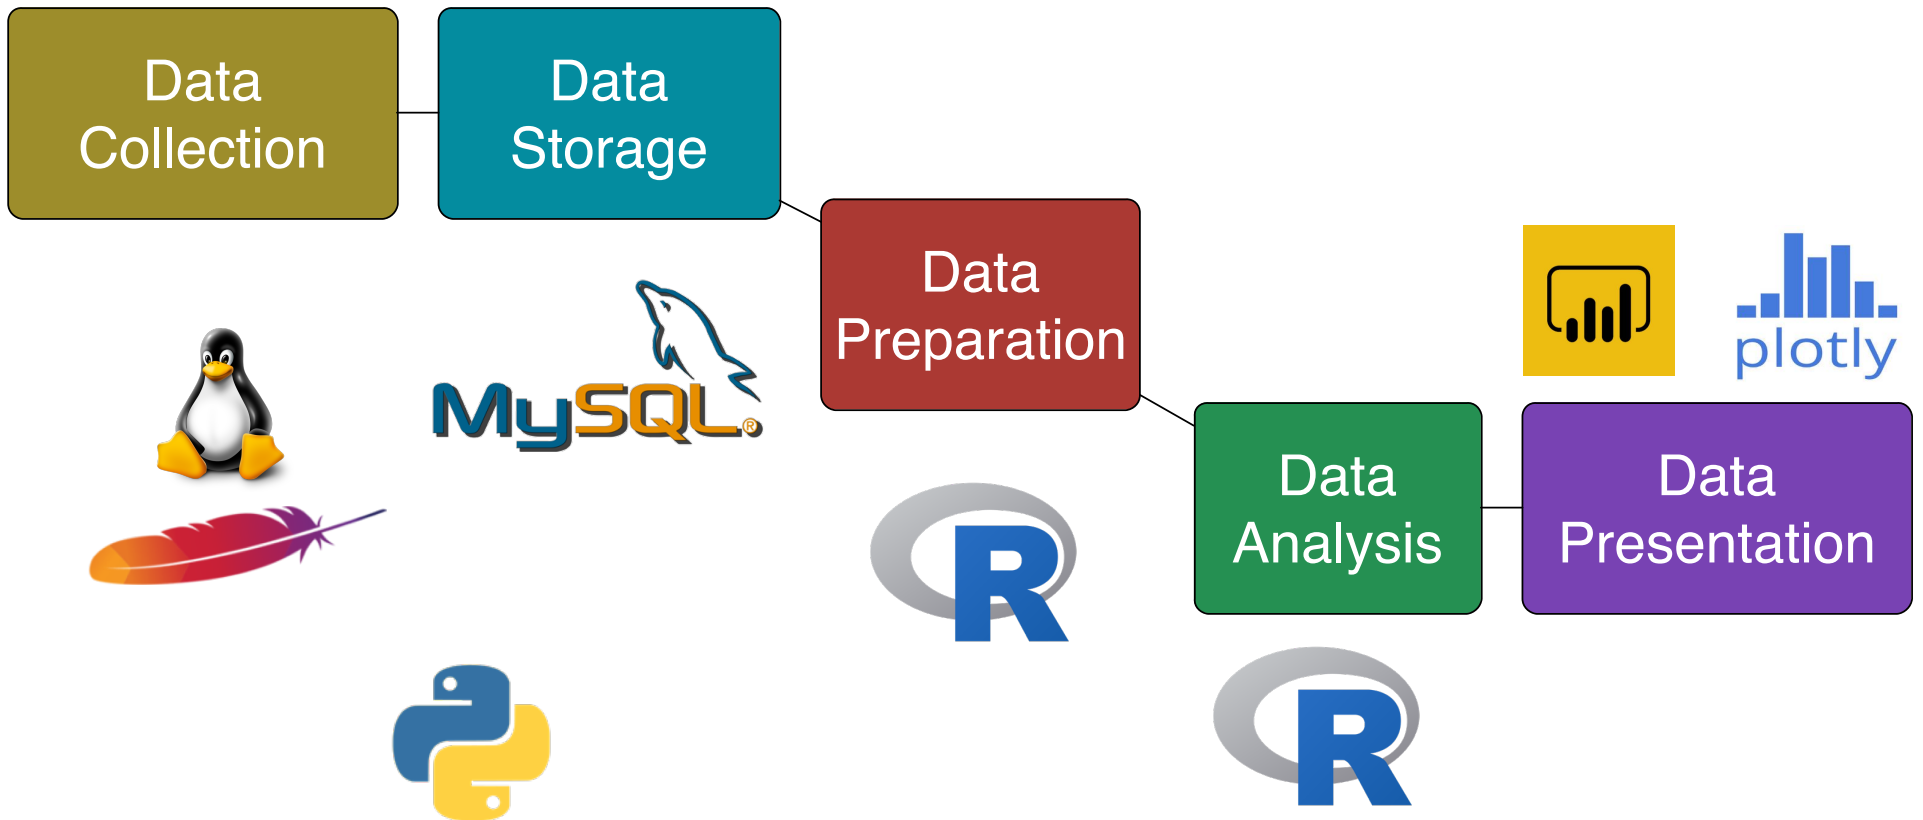 Data
Collection
Data
Storage
Data
Preparation
Data
Analysis
Data
Presentation
MySQL®
plotly
R
R